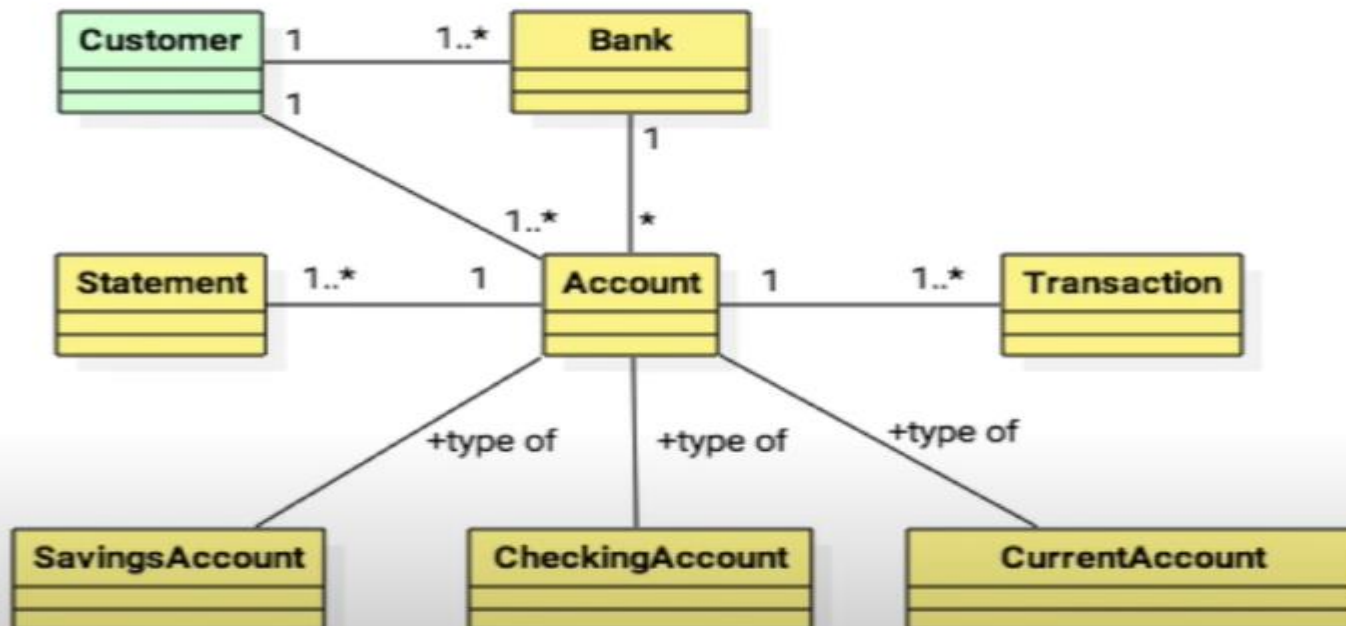 Customer
1
1..*
Bank
1
1
1..*
*
Statement
1..*
1
Account
1
1..*
Transaction
+type of
+type of
+type of
SavingsAccount
CheckingAccount
CurrentAccount